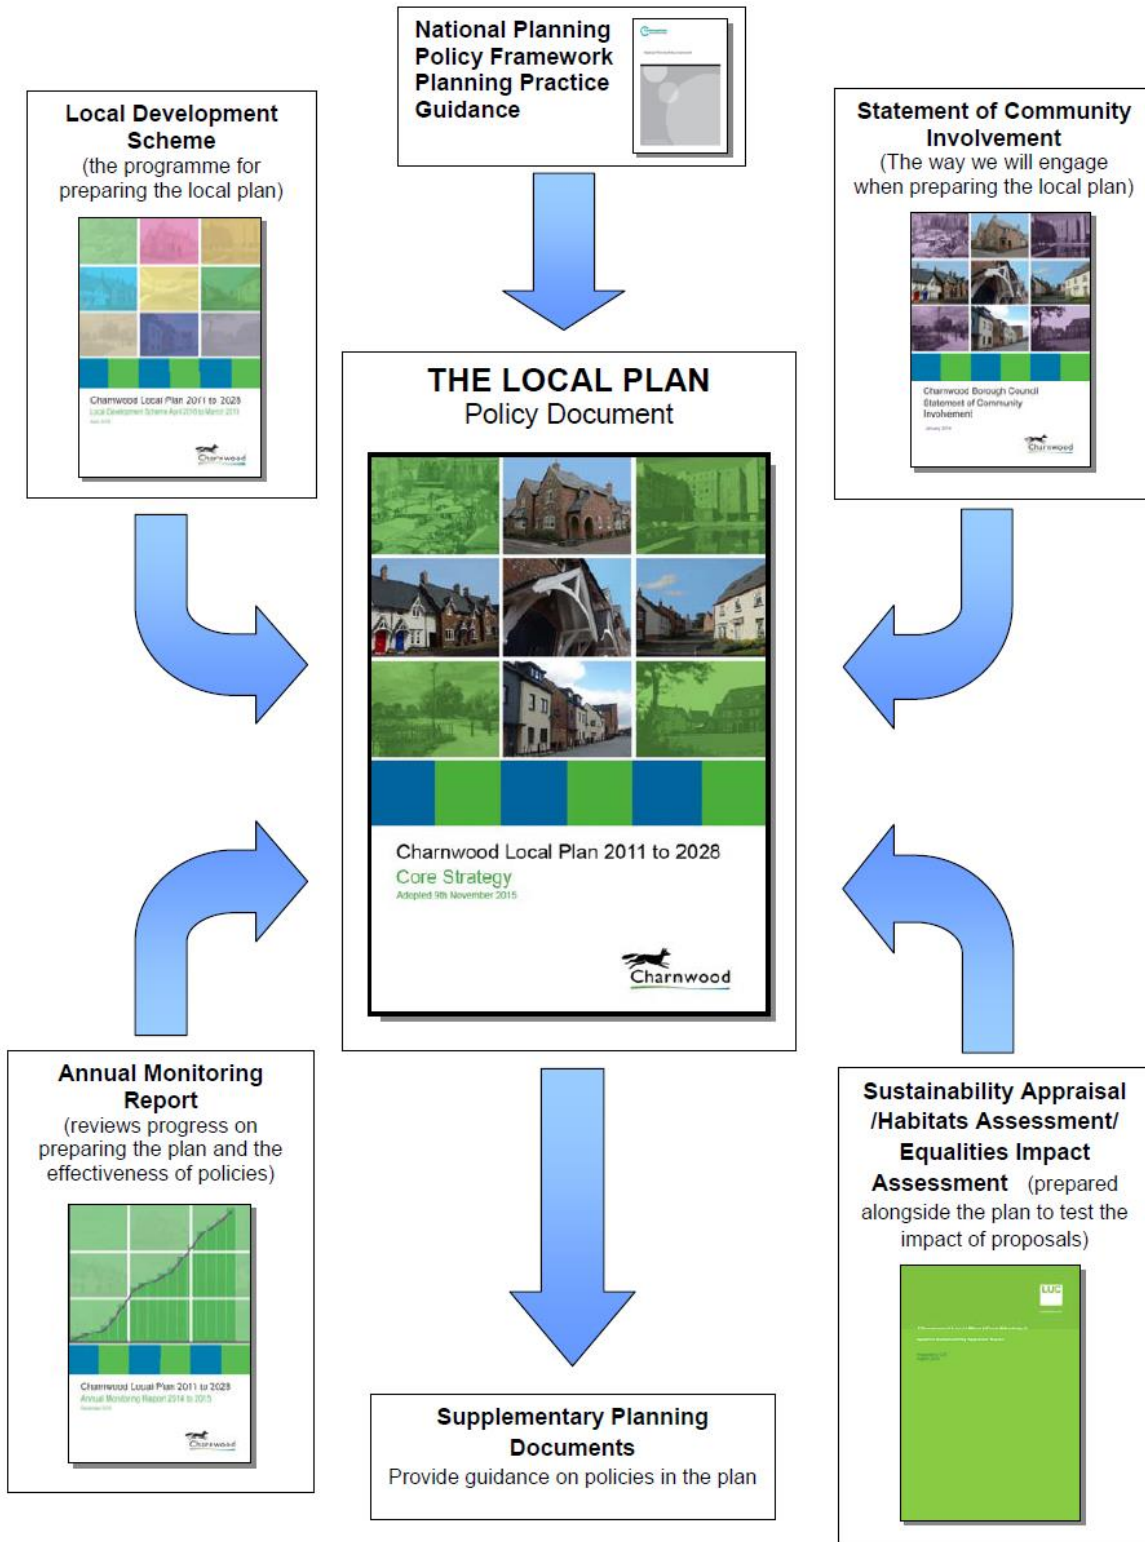 National Planning
Policy Framework
Planning Practice
Guidance
Local Development
Scheme
(the programme for
preparing the local plan)
Charnwood Local Plan 2011 to 2028
Charnwood
Statement of Community
Involvement
(The way we will engage
when preparing the local plan)
Charnwood Borough Council
Statement of Community
Involvement
Charnwood
THE LOCAL PLAN
Policy Document
Charnwood Local Plan 2011 to 2028
Core Strategy
Adopted 9th November 2015
Charnwood
Annual Monitoring
Report
(reviews progress on
preparing the plan and the
effectiveness of policies)
Charnwood Local Plan 2011 to 2028
Annual Monitoring Report 2014 to 2015
Charnwood
Sustainability Appraisal
/Habitats Assessment/
Equalities Impact
Assessment (prepared
alongside the plan to test the
impact of proposals)
LUC
Supplementary Planning
Documents
Provide guidance on policies in the plan